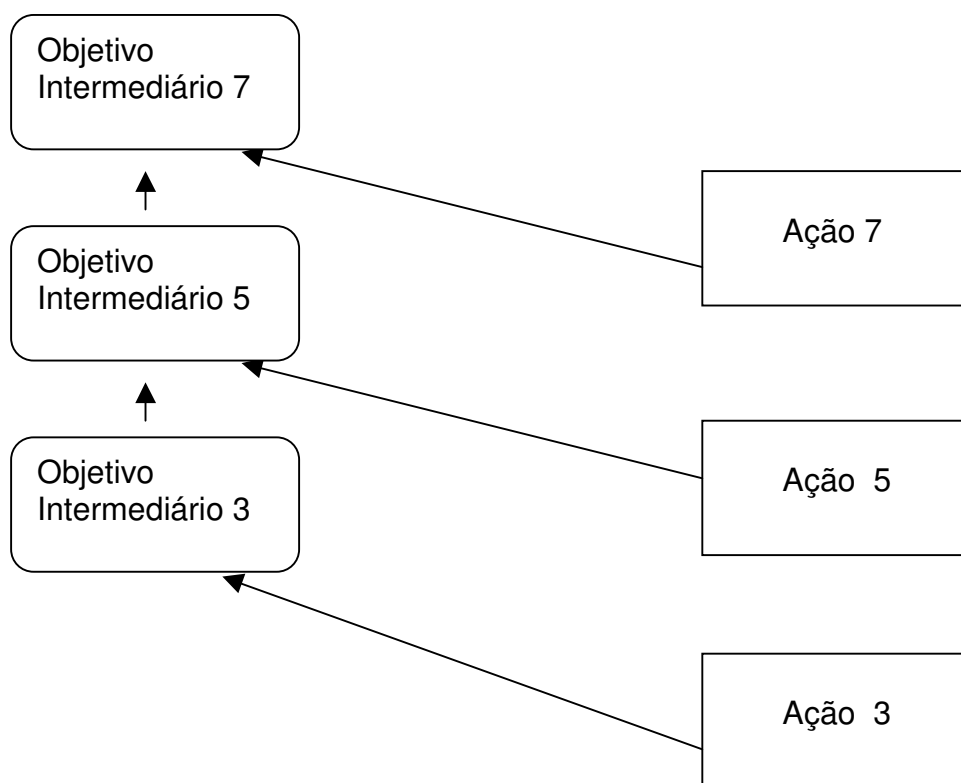 Objetivo
Intermediário 7
Ação 7
Objetivo
Intermediário 5
Ação 5
Objetivo
Intermediário 3
Ação 3